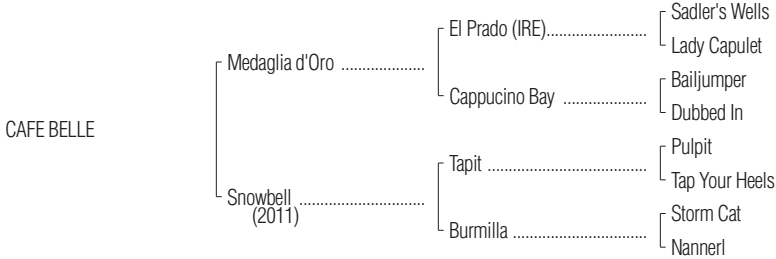 Sadler's Wells
El Prado (IRE)..........................
Lady Capulet
Medaglia d'Oro ....................
Bailjumper
Cappucino Bay .....................
Dubbed In
CAFE BELLE
Pulpit
Tapit ........................................
Tap Your Heels
Snowbell ..............................
(2011)
Storm Cat
Burmilla ..................................
Nannerl